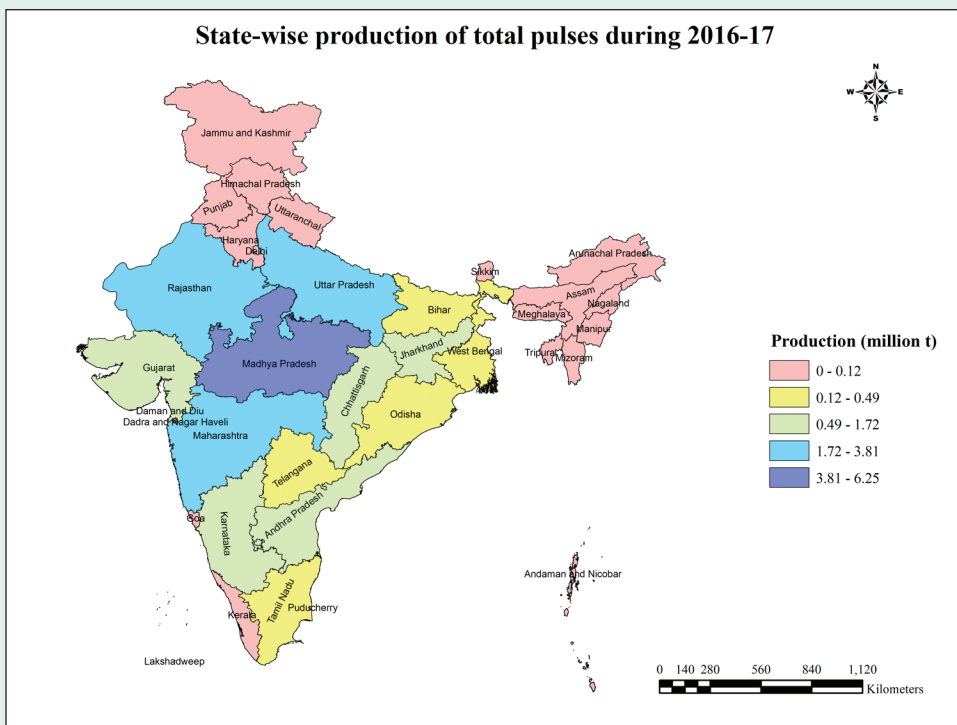 State-wise production of total pulses during 2016-17
N
W E
S
Jammu and Kashmir
Himachal Pradesh
Punjab
Uttaranchal
Haryana
Delhi
Arunachal Pradesh
Sikkim
Rajasthan
Uttar Pradesh
Assam
Nagaland
Meghalaya
Bihar
Manipur
Tripura
Mizoram
Jharkhand
West Bengal
Gujarat
Madhya Pradesh
Chhattisgarh
Odisha
Daman and Diu
Dadra and Nagar Haveli
Maharashtra
Telangana
Goa
Karnataka
Andhra Pradesh
Andaman and Nicobar
Tamil Nadu
Puducherry
Kerala
Lakshadweep
Production (million t)
0 - 0.12
0.12 - 0.49
0.49 - 1.72
1.72 - 3.81
3.81 - 6.25
0 140 280 560 840 1,120
Kilometers